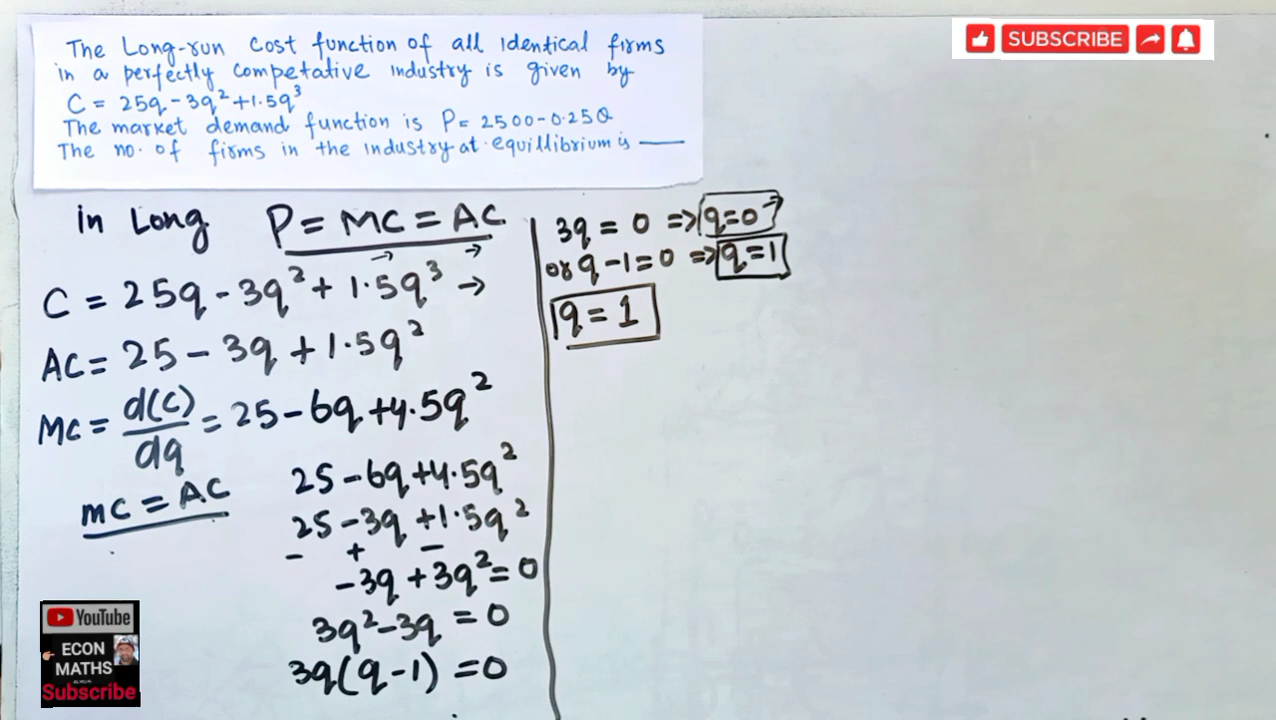 The Long-run cost function of all identical firms
in a perfectly competative industry is given by
C = 25q - 3q² + 1.5q³
The market demand function is P = 2500 - 0.25Q
The no. of firms in the industry at equillibrium is ___
SUBSCRIBE
in Long P = MC = AC
C = 25q - 3q² + 1.5q³ →
AC = 25 - 3q + 1.5q²
MC = d(C)/dq = 25 - 6q + 4.5q²
mC = AC
25 - 6q + 4.5q²
25 - 3q + 1.5q²
- + -
-3q + 3q² = 0
3q² - 3q = 0
3q(q - 1) = 0
3q = 0 => q = 0
or q - 1 = 0 => q = 1
q = 1
YouTube
ECON
MATHS
Subscribe